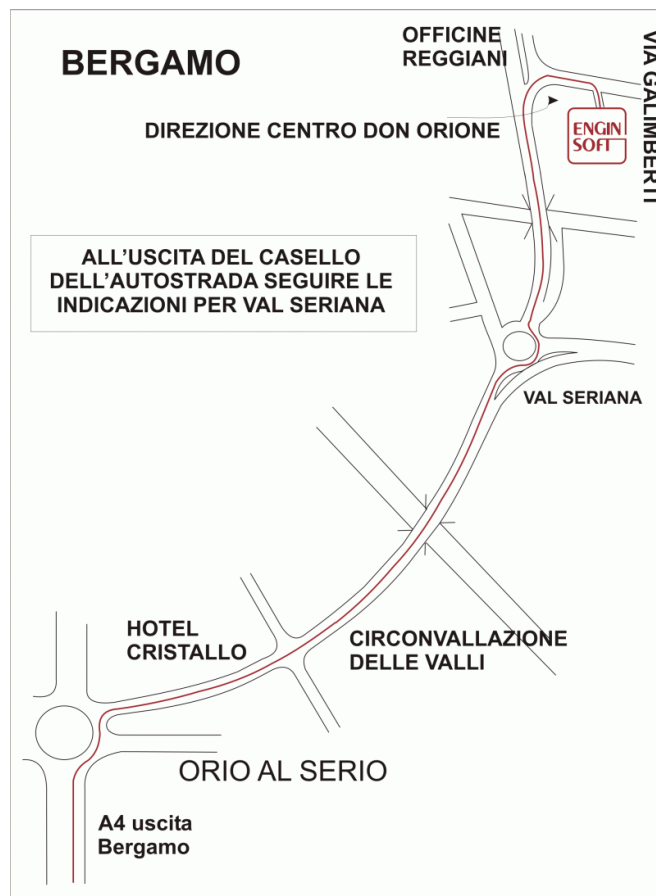 BERGAMO
OFFICINE
REGGIANI
VIA GALIMBERTI
DIREZIONE CENTRO DON ORIONE
ENGIN
SOFT
ALL’USCITA DEL CASELLO
DELL’AUTOSTRADA SEGUIRE LE
INDICAZIONI PER VAL SERIANA
VAL SERIANA
HOTEL
CRISTALLO
CIRCONVALLAZIONE
DELLE VALLI
ORIO AL SERIO
A4 uscita
Bergamo